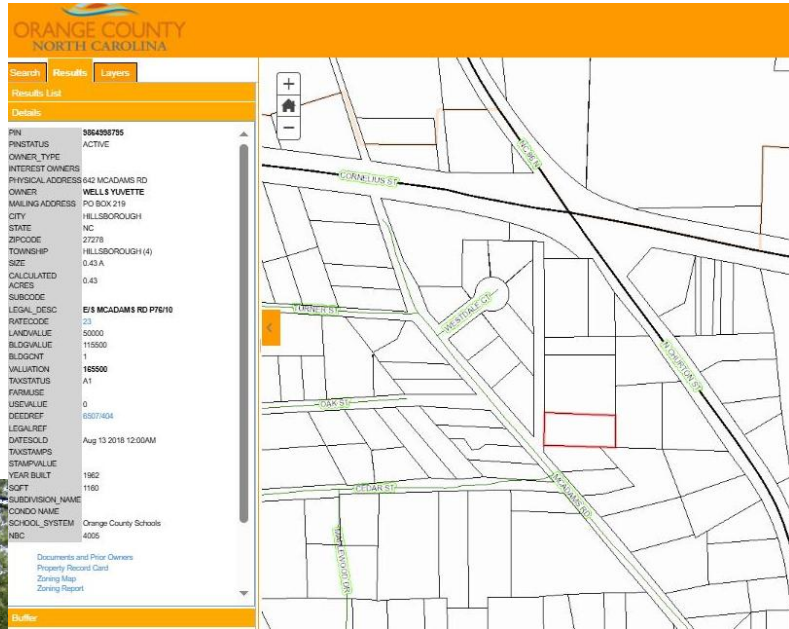 ORANGE COUNTY
NORTH CAROLINA
Search Results Layers
Results List
Details
PIN 9864998795
PINSTATUS ACTIVE
OWNER_TYPE
INTEREST OWNERS
PHYSICAL ADDRESS 642 MCADAMS RD
OWNER WELLS YUVETTE
MAILING ADDRESS PO BOX 219
CITY HILLSBOROUGH
STATE NC
ZIPCODE 27278
TOWNSHIP HILLSBOROUGH (4)
SIZE 0.43 A
CALCULATED ACRES 0.43
SUBCODE
LEGAL_DESC E/S MCADAMS RD P76/10
RATECODE 23
LANDVALUE 50000
BLDGVALUE 115500
BLDGCNT 1
VALUATION 165500
TAXSTATUS A1
FARMUSE
USEVALUE 0
DEEDREF 6507/404
LEGALREF
DATESOLD Aug 13 2018 12:00AM
TAXSTAMPS
STAMPVALUE
YEAR BUILT 1962
SQFT 1160
SUBDIVISION_NAME
CONDO NAME
SCHOOL_SYSTEM Orange County Schools
NBC 4005
Documents and Prior Owners
Property Record Card
Zoning Map
Zoning Report
Buffer
CORNELIUS ST
NC 86 N
TURNER ST
WESTDALE CT
N CHURTON ST
OAK ST
CEDAR ST
MCADAMS RD